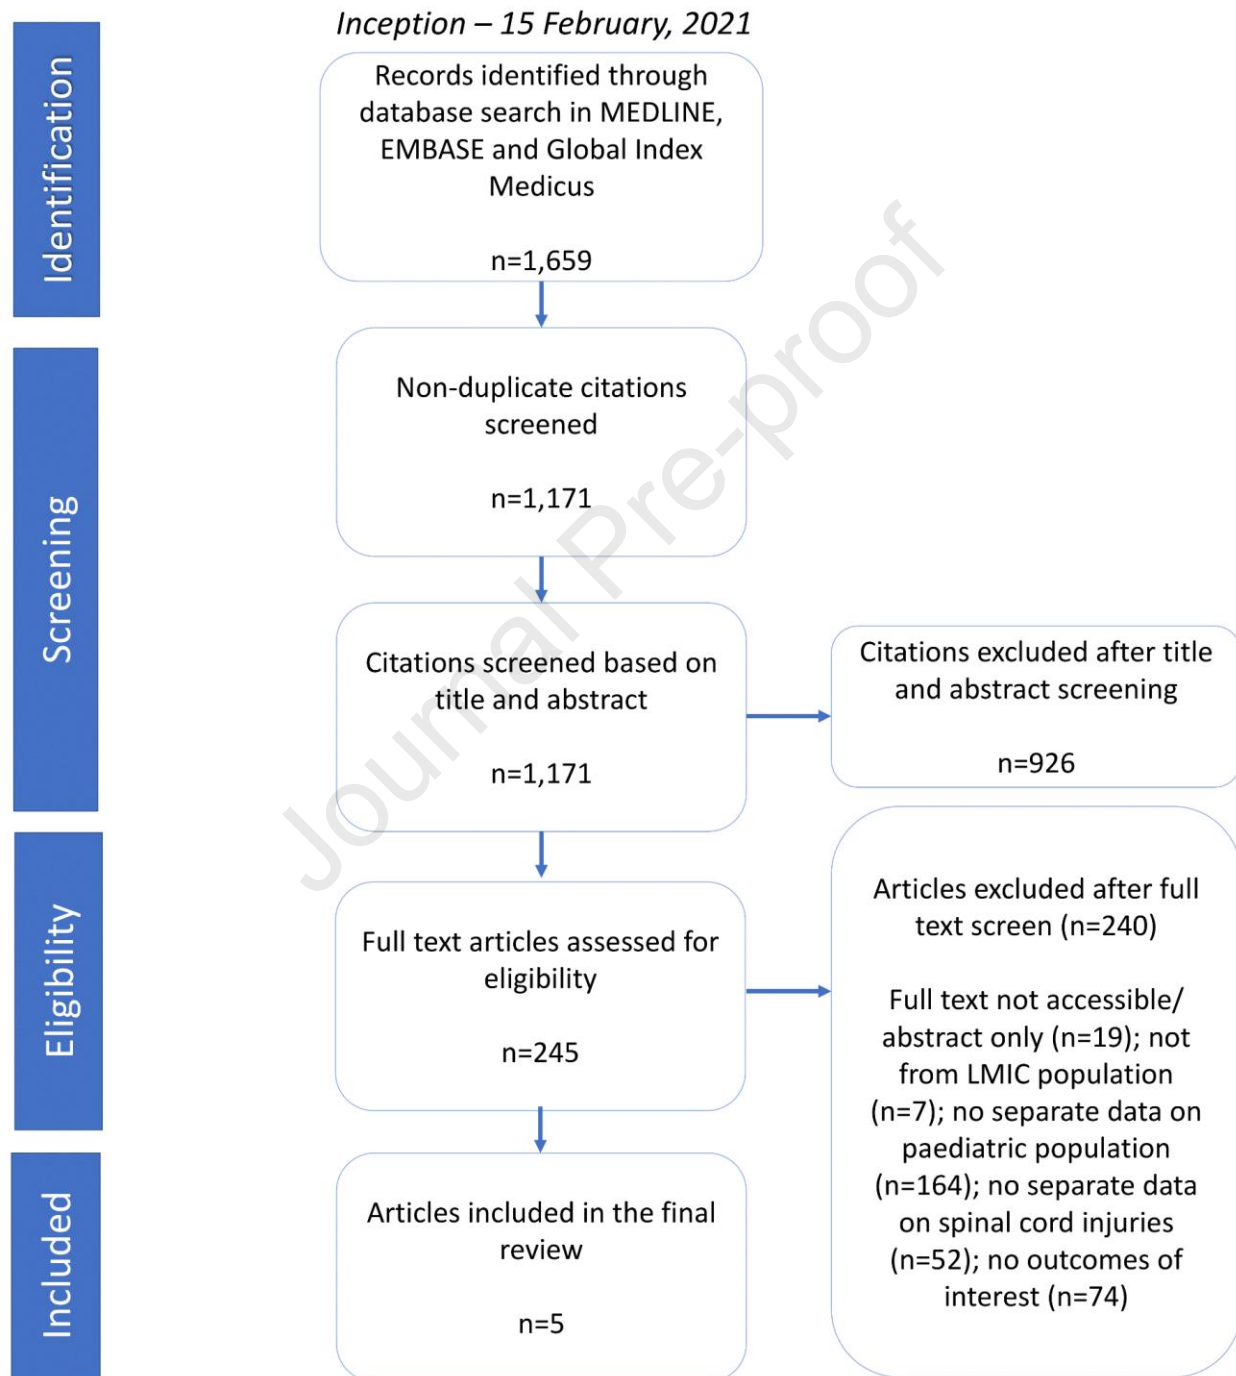 Inception – 15 February, 2021
Identification
Records identified through
database search in MEDLINE,
EMBASE and Global Index
Medicus
n=1,659
Screening
Non-duplicate citations
screened
n=1,171
Citations screened based on
title and abstract
n=1,171
Citations excluded after title
and abstract screening
n=926
Eligibility
Full text articles assessed for
eligibility
n=245
Articles excluded after full
text screen (n=240)
Full text not accessible/
abstract only (n=19); not
from LMIC population
(n=7); no separate data on
paediatric population
(n=164); no separate data
on spinal cord injuries
(n=52); no outcomes of
interest (n=74)
Included
Articles included in the final
review
n=5
Journal Pre-proof